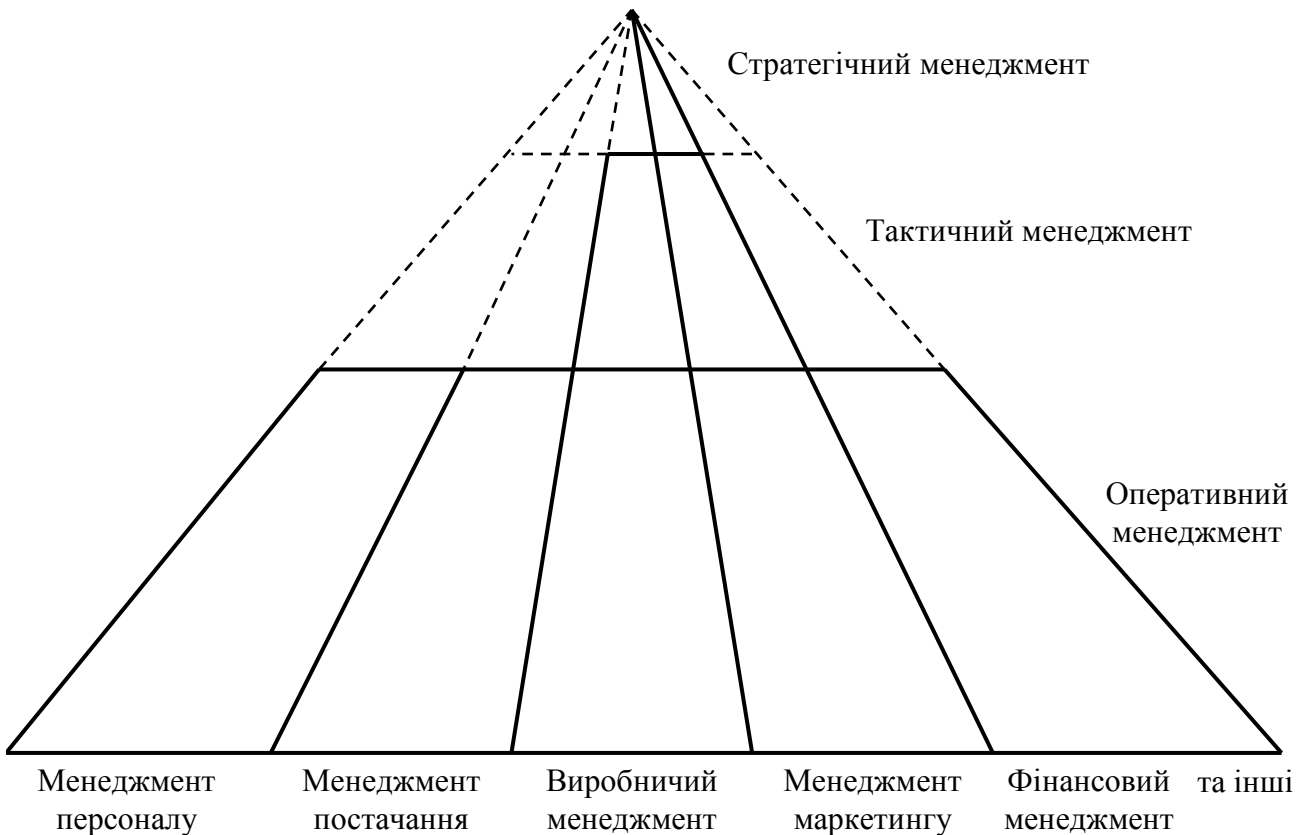 Стратегічний менеджмент
Тактичний менеджмент
Оперативний
менеджмент
Менеджмент
персоналу
Менеджмент
постачання
Виробничий
менеджмент
Менеджмент
маркетингу
Фінансовий
менеджмент
та інші